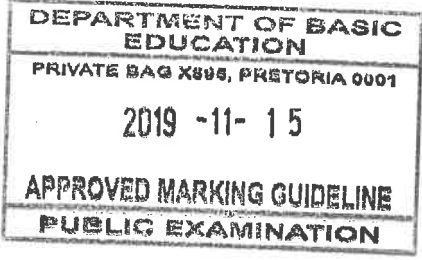 DEPARTMENT OF BASIC
EDUCATION
PRIVATE BAG X895, PRETORIA 0001
2019 -11- 15
APPROVED MARKING GUIDELINE
PUBLIC EXAMINATION